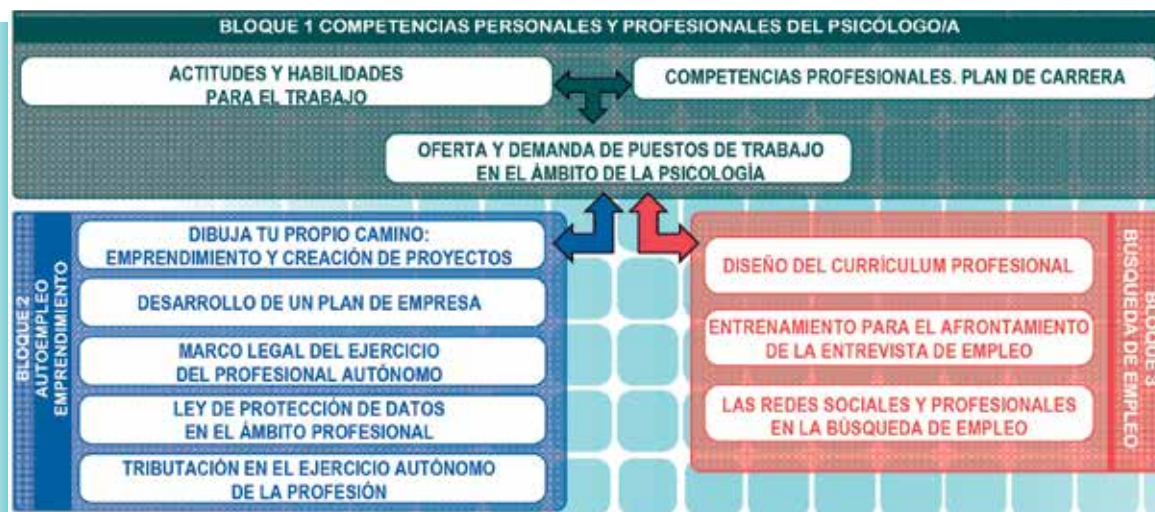 BLOQUE 1 COMPETENCIAS PERSONALES Y PROFESIONALES DEL PSICÓLOGO/A
ACTITUDES Y HABILIDADES
PARA EL TRABAJO
COMPETENCIAS PROFESIONALES. PLAN DE CARRERA
OFERTA Y DEMANDA DE PUESTOS DE TRABAJO
EN EL ÁMBITO DE LA PSICOLOGÍA
BLOQUE 2
AUTOEMPLEO
EMPRENDIMIENTO
DIBUJA TU PROPIO CAMINO:
EMPRENDIMIENTO Y CREACIÓN DE PROYECTOS
DESARROLLO DE UN PLAN DE EMPRESA
MARCO LEGAL DEL EJERCICIO
DEL PROFESIONAL AUTÓNOMO
LEY DE PROTECCIÓN DE DATOS
EN EL ÁMBITO PROFESIONAL
TRIBUTACIÓN EN EL EJERCICIO AUTÓNOMO
DE LA PROFESIÓN
BLOQUE 3
BÚSQUEDA DE EMPLEO
DISEÑO DEL CURRÍCULUM PROFESIONAL
ENTRENAMIENTO PARA EL AFRONTAMIENTO
DE LA ENTREVISTA DE EMPLEO
LAS REDES SOCIALES Y PROFESIONALES
EN LA BÚSQUEDA DE EMPLEO